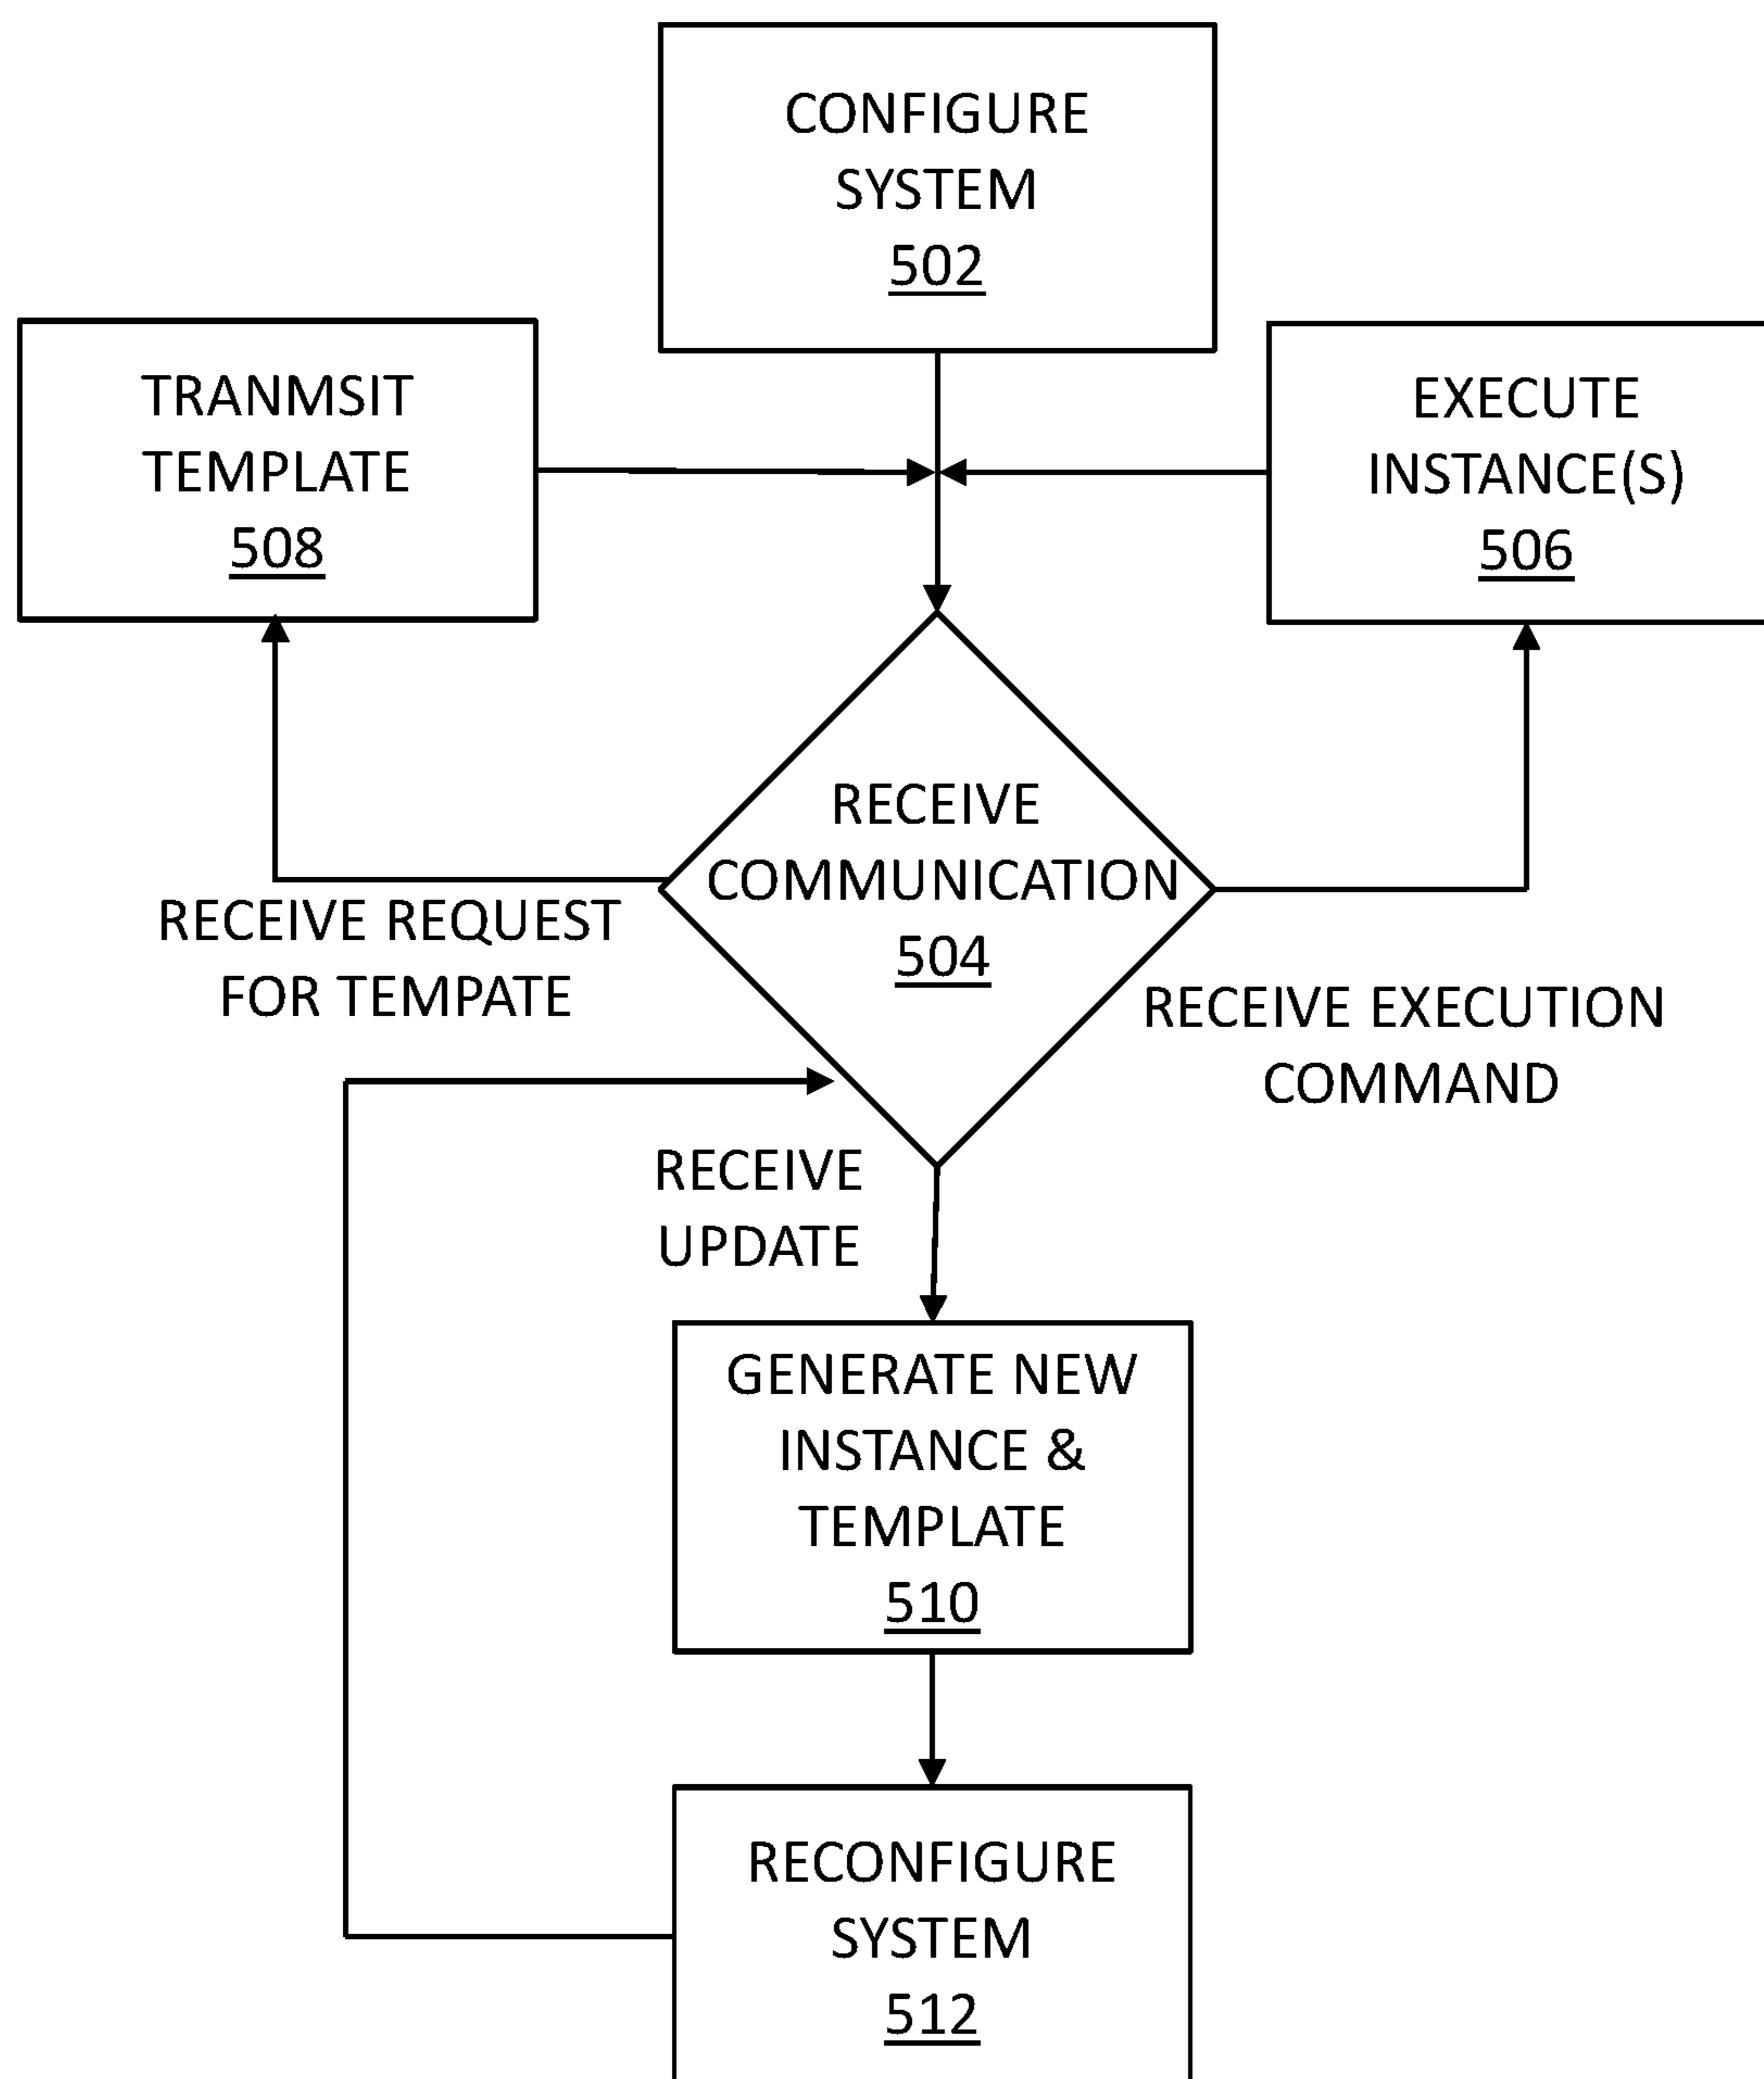 CONFIGURE
SYSTEM
502
TRANMSIT
TEMPLATE
508
EXECUTE
INSTANCE(S)
506
RECEIVE
COMMUNICATION
504
RECEIVE REQUEST
FOR TEMPATE
RECEIVE EXECUTION
COMMAND
RECEIVE
UPDATE
GENERATE NEW
INSTANCE &
TEMPLATE
510
RECONFIGURE
SYSTEM
512